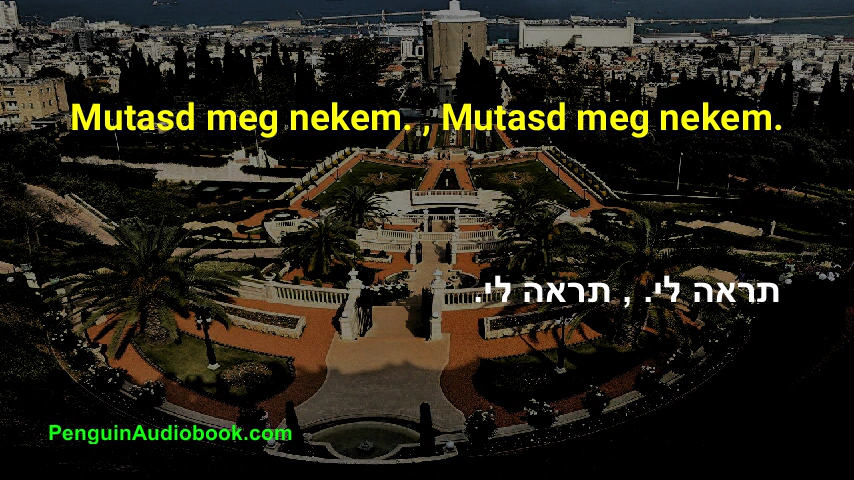 Mutasd meg nekem. , Mutasd meg nekem.
תראה לי. , תראה לי.
PenguinAudiobook.com